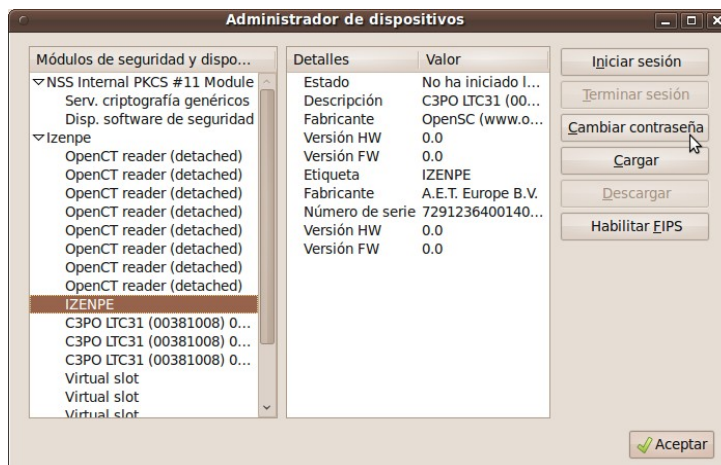 Administrador de dispositivos
Módulos de seguridad y dispo...
NSS Internal PKCS #11 Module
Serv. criptografía genéricos
Disp. software de seguridad
Izenpe
OpenCT reader (detached)
OpenCT reader (detached)
OpenCT reader (detached)
OpenCT reader (detached)
OpenCT reader (detached)
OpenCT reader (detached)
OpenCT reader (detached)
OpenCT reader (detached)
IZENPE
C3PO LTC31 (00381008) 0...
C3PO LTC31 (00381008) 0...
C3PO LTC31 (00381008) 0...
Virtual slot
Virtual slot
Virtual slot
Detalles Valor
Estado No ha iniciado l...
Descripción C3PO LTC31 (00...
Fabricante OpenSC (www.o...
Versión HW 0.0
Versión FW 0.0
Etiqueta IZENPE
Fabricante A.E.T. Europe B.V.
Número de serie 7291236400140...
Versión HW 0.0
Versión FW 0.0
Iniciar sesión
Terminar sesión
Cambiar contraseña
Cargar
Descargar
Habilitar FIPS
Aceptar